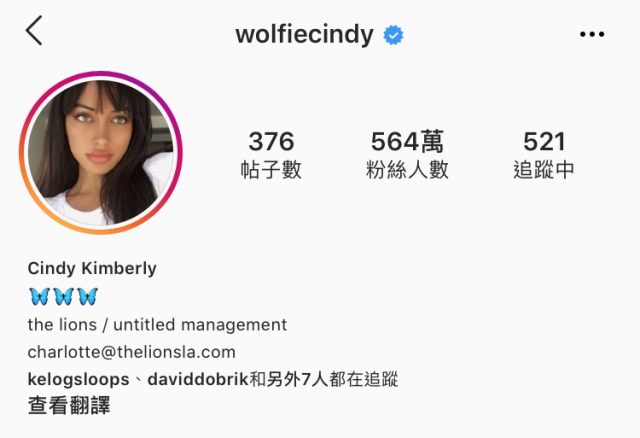 wolfiecindy
376 564萬 521
帖子數 粉絲人數 追蹤中
Cindy Kimberly
🦋🦋🦋
the lions / untitled management
charlotte@thelionsla.com
kelogsloops、daviddobrik和另外7人都在追蹤
查看翻譯